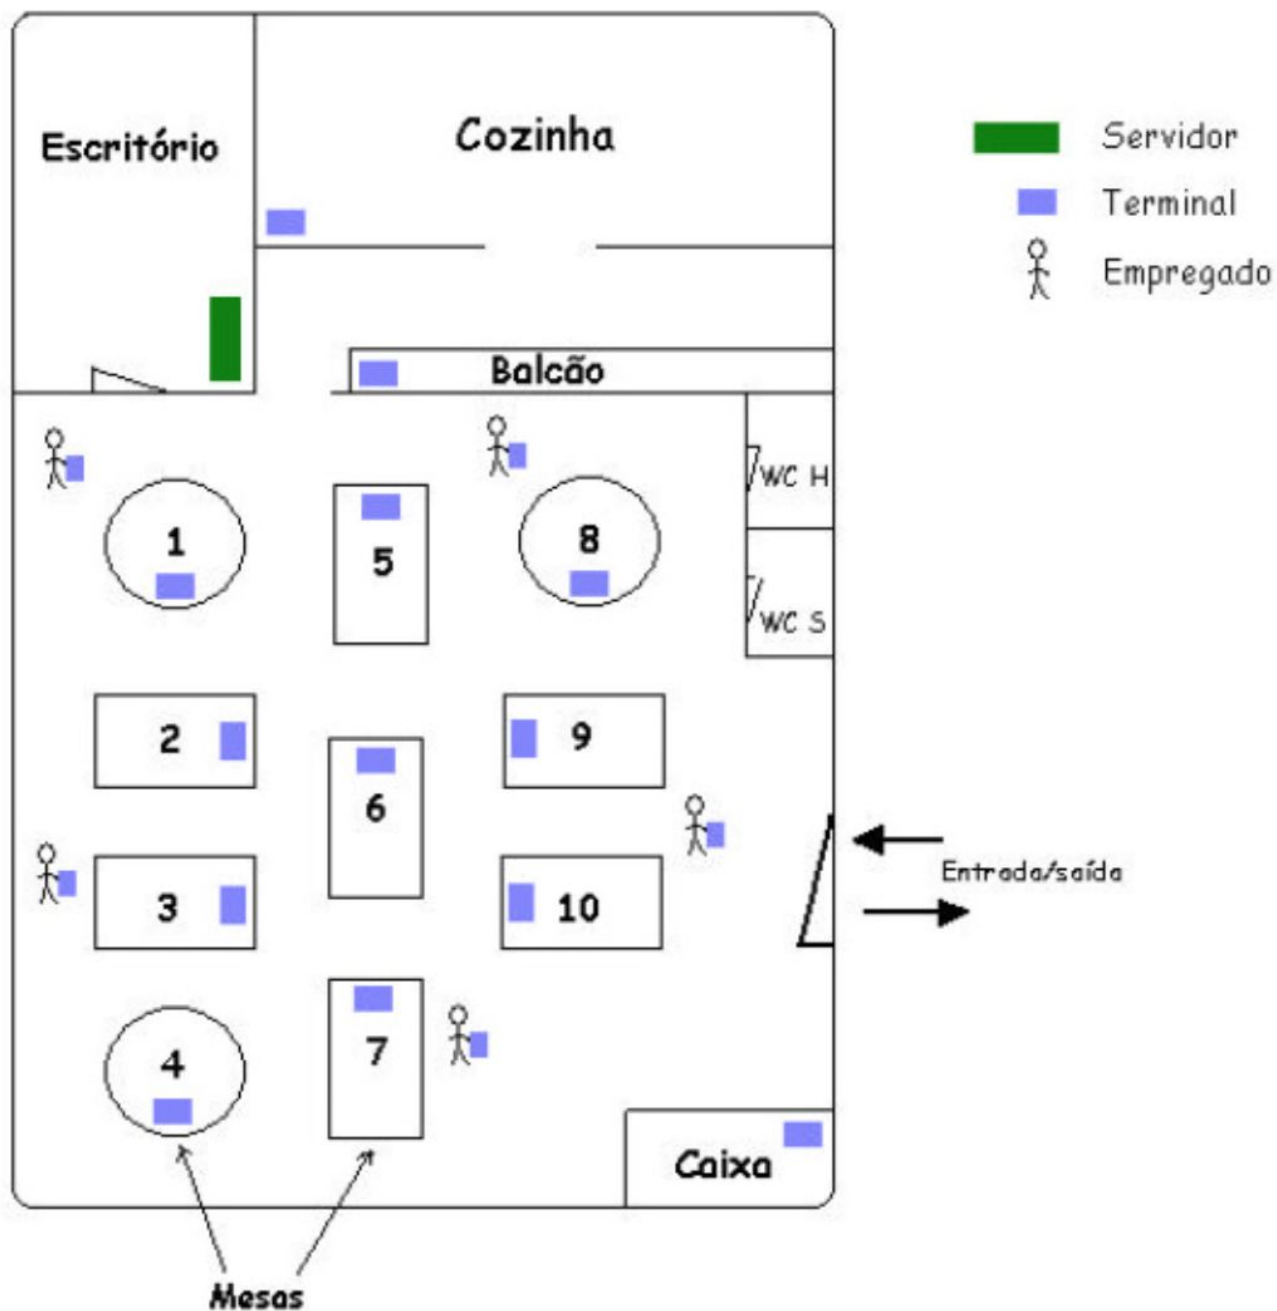 Escritório
Cozinha
Servidor
Terminal
Empregado
Balcão
WC H
1
5
8
WC S
2
9
6
3
10
Entrada/saída
4
7
Caixa
Mesas